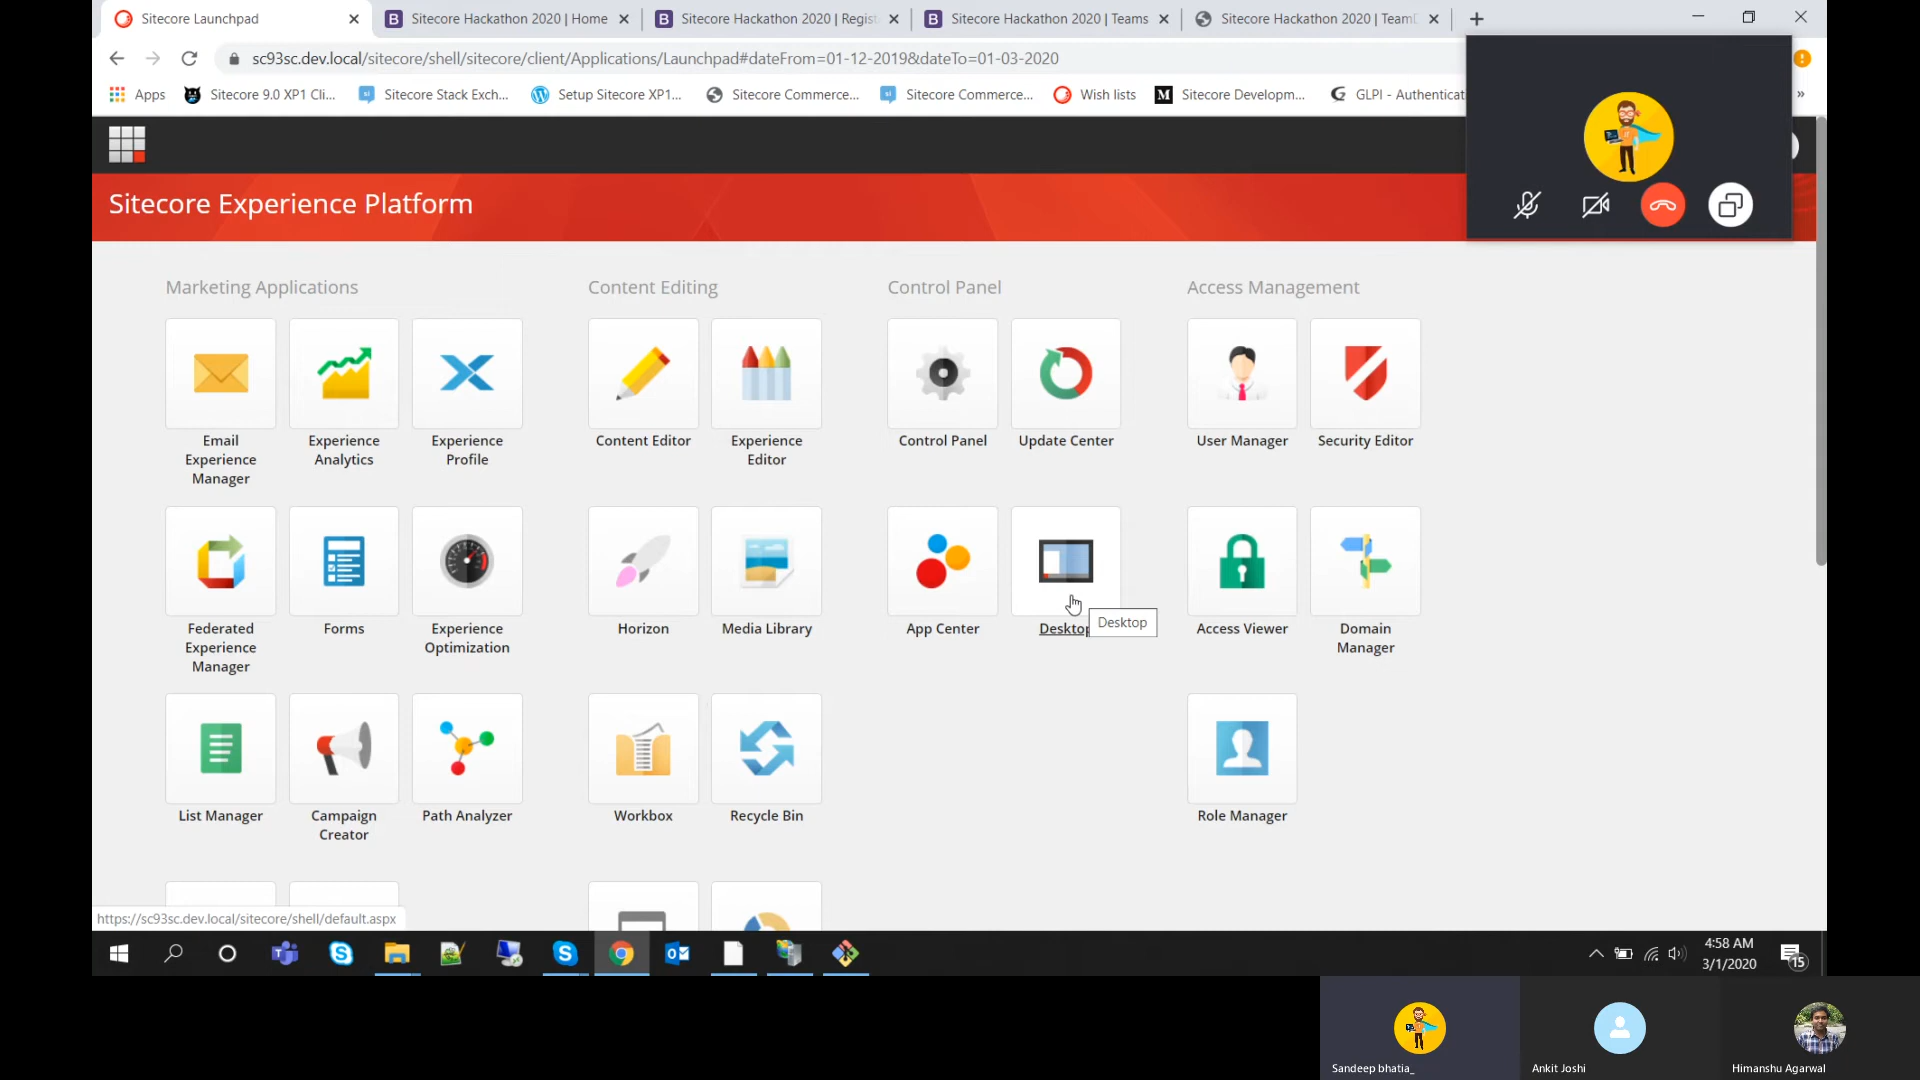 Sitecore Launchpad
Sitecore Hackathon 2020 | Home
Sitecore Hackathon 2020 | Regist
Sitecore Hackathon 2020 | Teams
Sitecore Hackathon 2020 | TeamD
sc93sc.dev.local/sitecore/shell/sitecore/client/Applications/Launchpad#dateFrom=01-12-2019&dateTo=01-03-2020
Apps
Sitecore 9.0 XP1 Cli...
Sitecore Stack Exch...
Setup Sitecore XP1...
Sitecore Commerce...
Sitecore Commerce...
Wish lists
Sitecore Developm...
GLPI - Authenticat
Sitecore Experience Platform
Marketing Applications
Content Editing
Control Panel
Access Management
Email
Experience
Manager
Experience
Analytics
Experience
Profile
Content Editor
Experience
Editor
Control Panel
Update Center
User Manager
Security Editor
Federated
Experience
Manager
Forms
Experience
Optimization
Horizon
Media Library
App Center
Desktop
Desktop
Access Viewer
Domain
Manager
List Manager
Campaign
Creator
Path Analyzer
Workbox
Recycle Bin
Role Manager
https://sc93sc.dev.local/sitecore/shell/default.aspx
4:58 AM
3/1/2020
15
Sandeep bhatia_
Ankit Joshi
Himanshu Agarwal